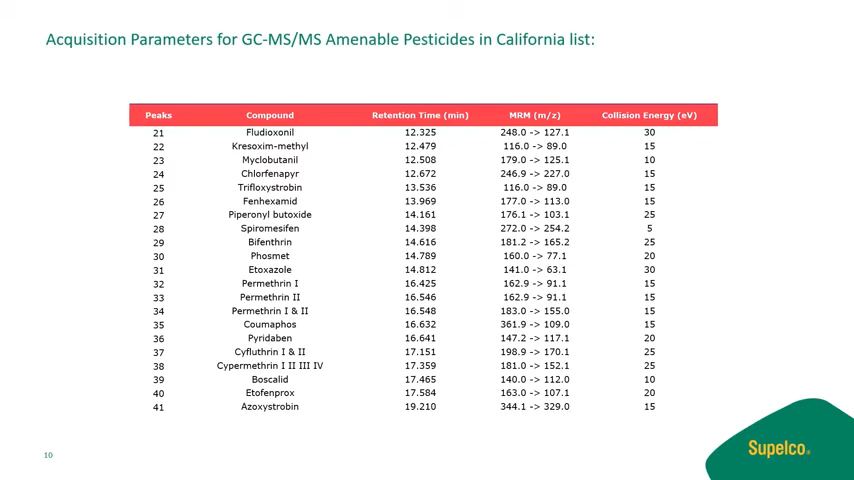 Acquisition Parameters for GC-MS/MS Amenable Pesticides in California list:
Peaks Compound Retention Time (min) MRM (m/z) Collision Energy (eV)
21 Fludioxonil 12.325 248.0 -> 127.1 30
22 Kresoxim-methyl 12.479 116.0 -> 89.0 15
23 Myclobutanil 12.508 179.0 -> 125.1 10
24 Chlorfenapyr 12.672 246.9 -> 227.0 15
25 Trifloxystrobin 13.536 116.0 -> 89.0 15
26 Fenhexamid 13.969 177.0 -> 113.0 15
27 Piperonyl butoxide 14.161 176.1 -> 103.1 25
28 Spiromesifen 14.398 272.0 -> 254.2 5
29 Bifenthrin 14.616 181.2 -> 165.2 25
30 Phosmet 14.789 160.0 -> 77.1 20
31 Etoxazole 14.812 141.0 -> 63.1 30
32 Permethrin I 16.425 162.9 -> 91.1 15
33 Permethrin II 16.546 162.9 -> 91.1 15
34 Permethrin I & II 16.548 183.0 -> 155.0 15
35 Coumaphos 16.632 361.9 -> 109.0 15
36 Pyridaben 16.641 147.2 -> 117.1 20
37 Cyfluthrin I & II 17.151 198.9 -> 170.1 25
38 Cypermethrin I II III IV 17.359 181.0 -> 152.1 25
39 Boscalid 17.465 140.0 -> 112.0 10
40 Etofenprox 17.584 163.0 -> 107.1 20
41 Azoxystrobin 19.210 344.1 -> 329.0 15
10
Supelco®